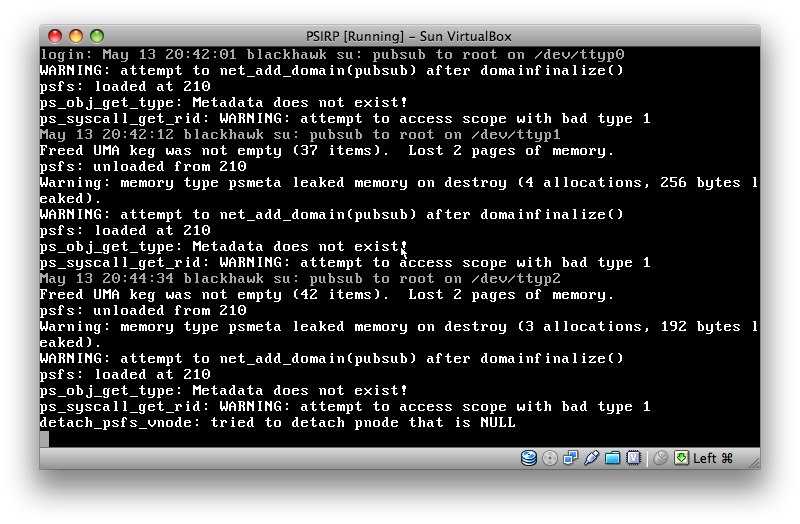 PSIRP [Running] – Sun VirtualBox
login: May 13 20:42:01 blackhawk su: pubsub to root on /dev/ttyp0
WARNING: attempt to net_add_domain(pubsub) after domainfinalize()
psfs: loaded at 210
ps_obj_get_type: Metadata does not exist!
ps_syscall_get_rid: WARNING: attempt to access scope with bad type 1
May 13 20:42:12 blackhawk su: pubsub to root on /dev/ttyp1
Freed UMA keg was not empty (37 items).  Lost 2 pages of memory.
psfs: unloaded from 210
Warning: memory type psmeta leaked memory on destroy (4 allocations, 256 bytes l
eaked).
WARNING: attempt to net_add_domain(pubsub) after domainfinalize()
psfs: loaded at 210
ps_obj_get_type: Metadata does not exist!
ps_syscall_get_rid: WARNING: attempt to access scope with bad type 1
May 13 20:44:34 blackhawk su: pubsub to root on /dev/ttyp2
Freed UMA keg was not empty (42 items).  Lost 2 pages of memory.
psfs: unloaded from 210
Warning: memory type psmeta leaked memory on destroy (3 allocations, 192 bytes l
eaked).
WARNING: attempt to net_add_domain(pubsub) after domainfinalize()
psfs: loaded at 210
ps_obj_get_type: Metadata does not exist!
ps_syscall_get_rid: WARNING: attempt to access scope with bad type 1
detach_psfs_vnode: tried to detach pnode that is NULL
Left ⌘